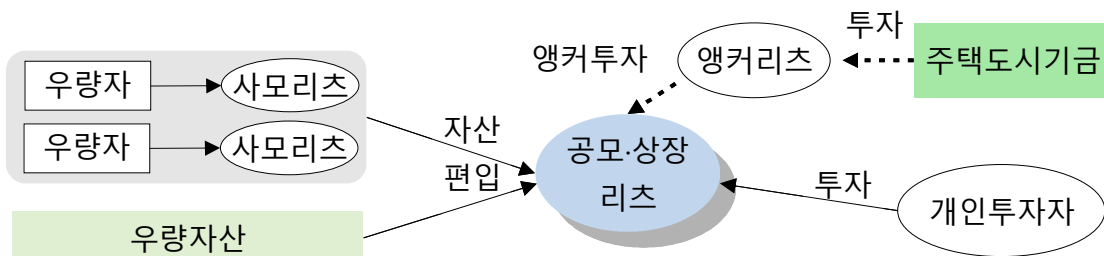 우량자
사모리츠
우량자
사모리츠
우량자산
자산
편입
앵커투자
앵커리츠
투자
주택도시기금
공모·상장
리츠
투자
개인투자자